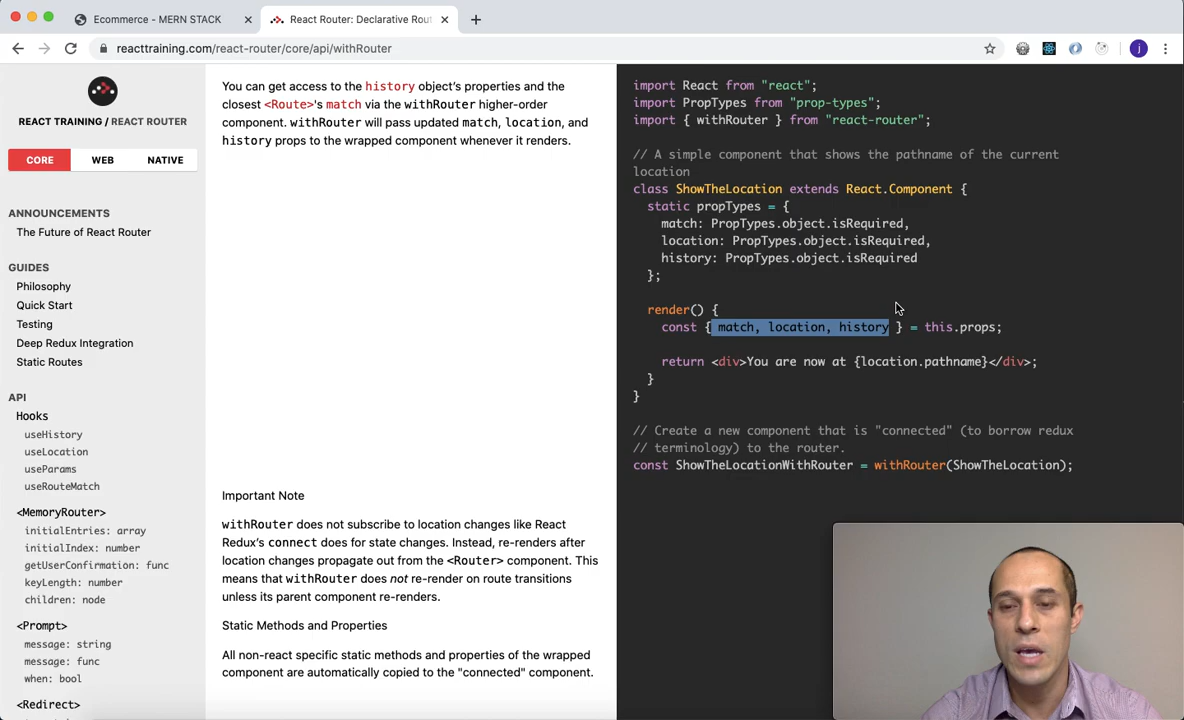 Ecommerce - MERN STACK
React Router: Declarative Rout
reacttraining.com/react-router/core/api/withRouter
j
REACT TRAINING / REACT ROUTER
CORE
WEB
NATIVE
ANNOUNCEMENTS
The Future of React Router
GUIDES
Philosophy
Quick Start
Testing
Deep Redux Integration
Static Routes
API
Hooks
useHistory
useLocation
useParams
useRouteMatch
<MemoryRouter>
initialEntries: array
initialIndex: number
getUserConfirmation: func
keyLength: number
children: node
<Prompt>
message: string
message: func
when: bool
<Redirect>
You can get access to the history object's properties and the
closest <Route>'s match via the withRouter higher-order
component. withRouter will pass updated match, location, and
history props to the wrapped component whenever it renders.
Important Note
withRouter does not subscribe to location changes like React
Redux's connect does for state changes. Instead, re-renders after
location changes propagate out from the <Router> component. This
means that withRouter does not re-render on route transitions
unless its parent component re-renders.
Static Methods and Properties
All non-react specific static methods and properties of the wrapped
component are automatically copied to the "connected" component.
import React from "react";
import PropTypes from "prop-types";
import { withRouter } from "react-router";
// A simple component that shows the pathname of the current
location
class ShowTheLocation extends React.Component {
static propTypes = {
match: PropTypes.object.isRequired,
location: PropTypes.object.isRequired,
history: PropTypes.object.isRequired
};
render() {
const { match, location, history } = this.props;
return <div>You are now at {location.pathname}</div>;
}
}
// Create a new component that is "connected" (to borrow redux
// terminology) to the router.
const ShowTheLocationWithRouter = withRouter(ShowTheLocation);